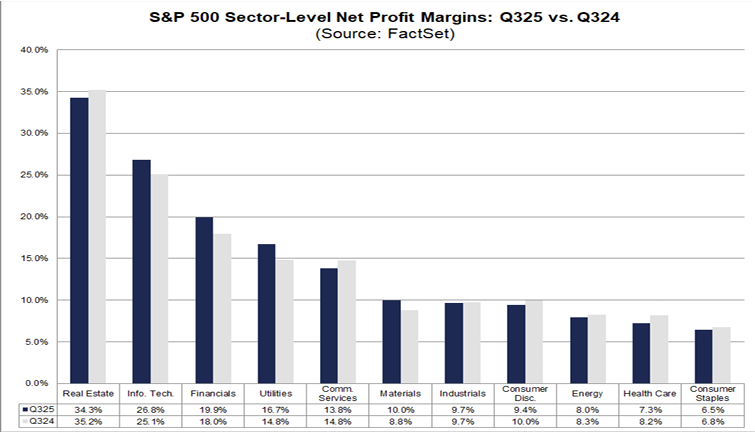 S&P 500 Sector-Level Net Profit Margins: Q325 vs. Q324
(Source: FactSet)
40.0%
35.0%
30.0%
25.0%
20.0%
15.0%
10.0%
5.0%
0.0%
Real Estate Info. Tech. Financials Utilities Comm. Services Materials Industrials Consumer Disc. Energy Health Care Consumer Staples
Q325 34.3% 26.8% 19.9% 16.7% 13.8% 10.0% 9.7% 9.4% 8.0% 7.3% 6.5%
Q324 35.2% 25.1% 18.0% 14.8% 14.8% 8.8% 9.7% 10.0% 8.3% 8.2% 6.8%